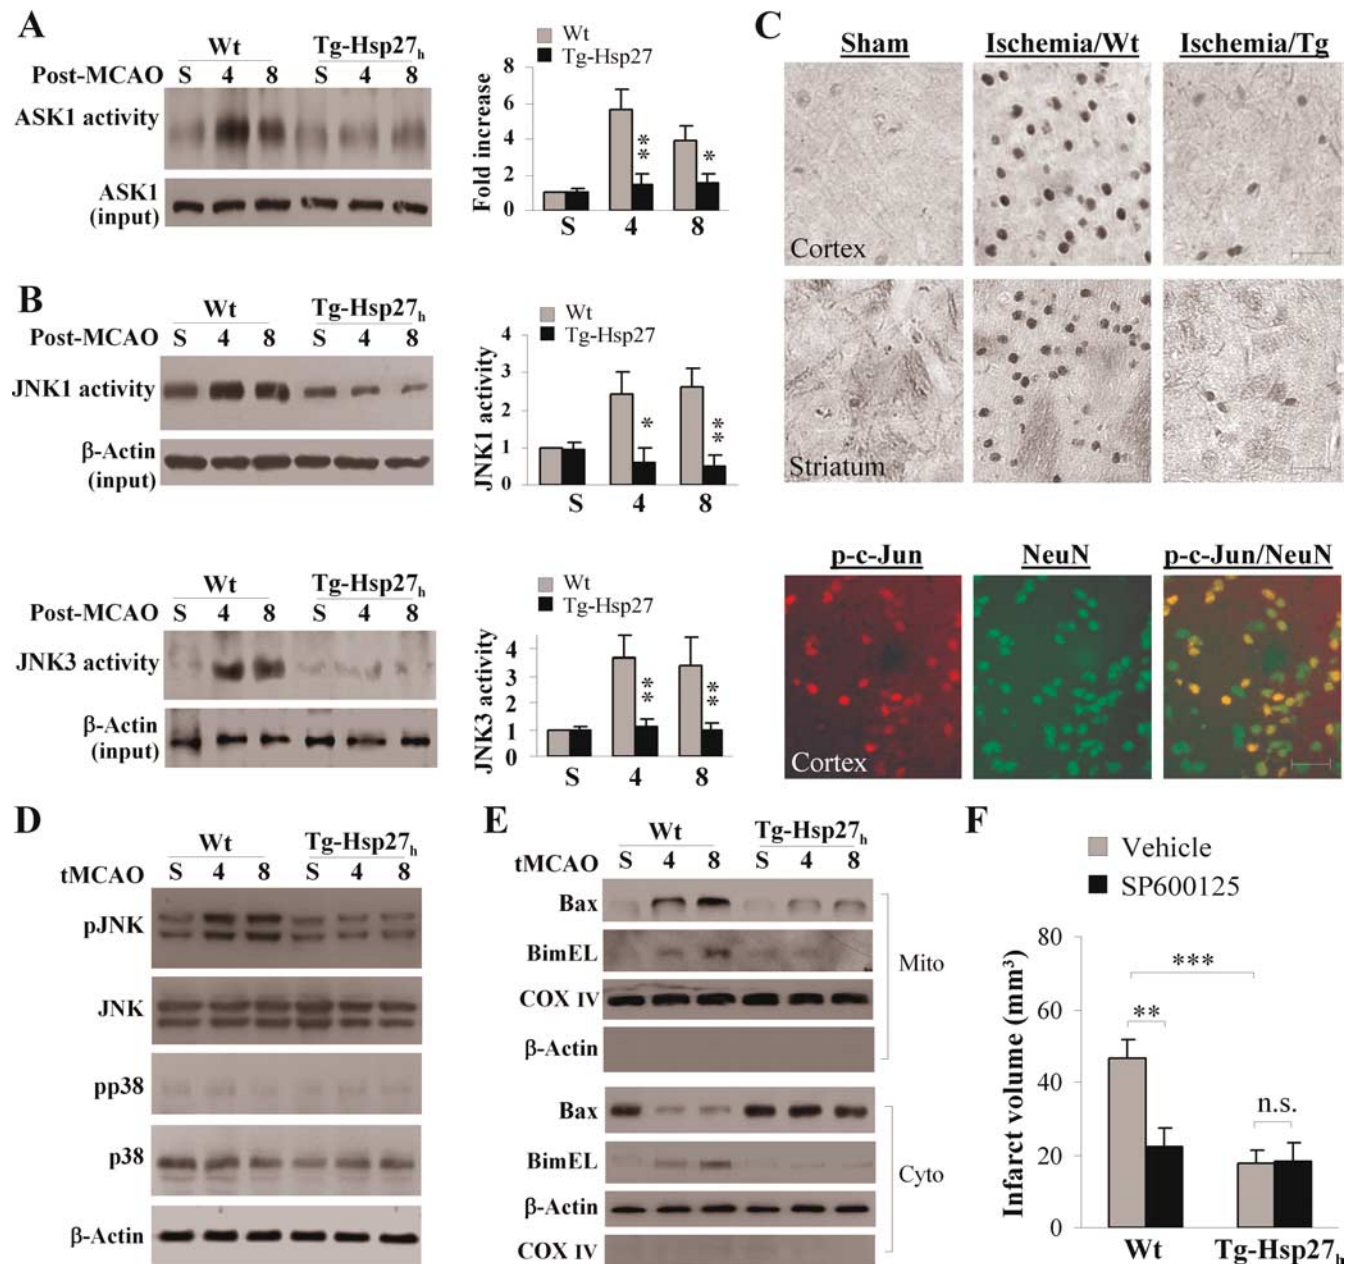 A
Wt Tg-Hsp27h
Post-MCAO S 4 8 S 4 8
ASK1 activity
ASK1
(input)
Wt
Tg-Hsp27
Fold increase
8
6
4
2
0
**
*
S 4 8
B
Wt Tg-Hsp27h
Post-MCAO S 4 8 S 4 8
JNK1 activity
β-Actin
(input)
Wt
Tg-Hsp27
JNK1 activity
4
3
2
1
0
*
**
S 4 8
Wt Tg-Hsp27h
Post-MCAO S 4 8 S 4 8
JNK3 activity
β-Actin
(input)
Wt
Tg-Hsp27
JNK3 activity
4
3
2
1
0
**
**
S 4 8
C
Sham Ischemia/Wt Ischemia/Tg
Cortex
Striatum
p-c-Jun NeuN p-c-Jun/NeuN
Cortex
D
Wt Tg-Hsp27h
tMCAO S 4 8 S 4 8
pJNK
JNK
pp38
p38
β-Actin
E
Wt Tg-Hsp27h
tMCAO S 4 8 S 4 8
Bax
BimEL
COX IV
β-Actin
Mito
Bax
BimEL
β-Actin
COX IV
Cyto
F
Vehicle
SP600125
Infarct volume (mm³)
80
60
40
20
0
***
**
n.s.
Wt Tg-Hsp27h